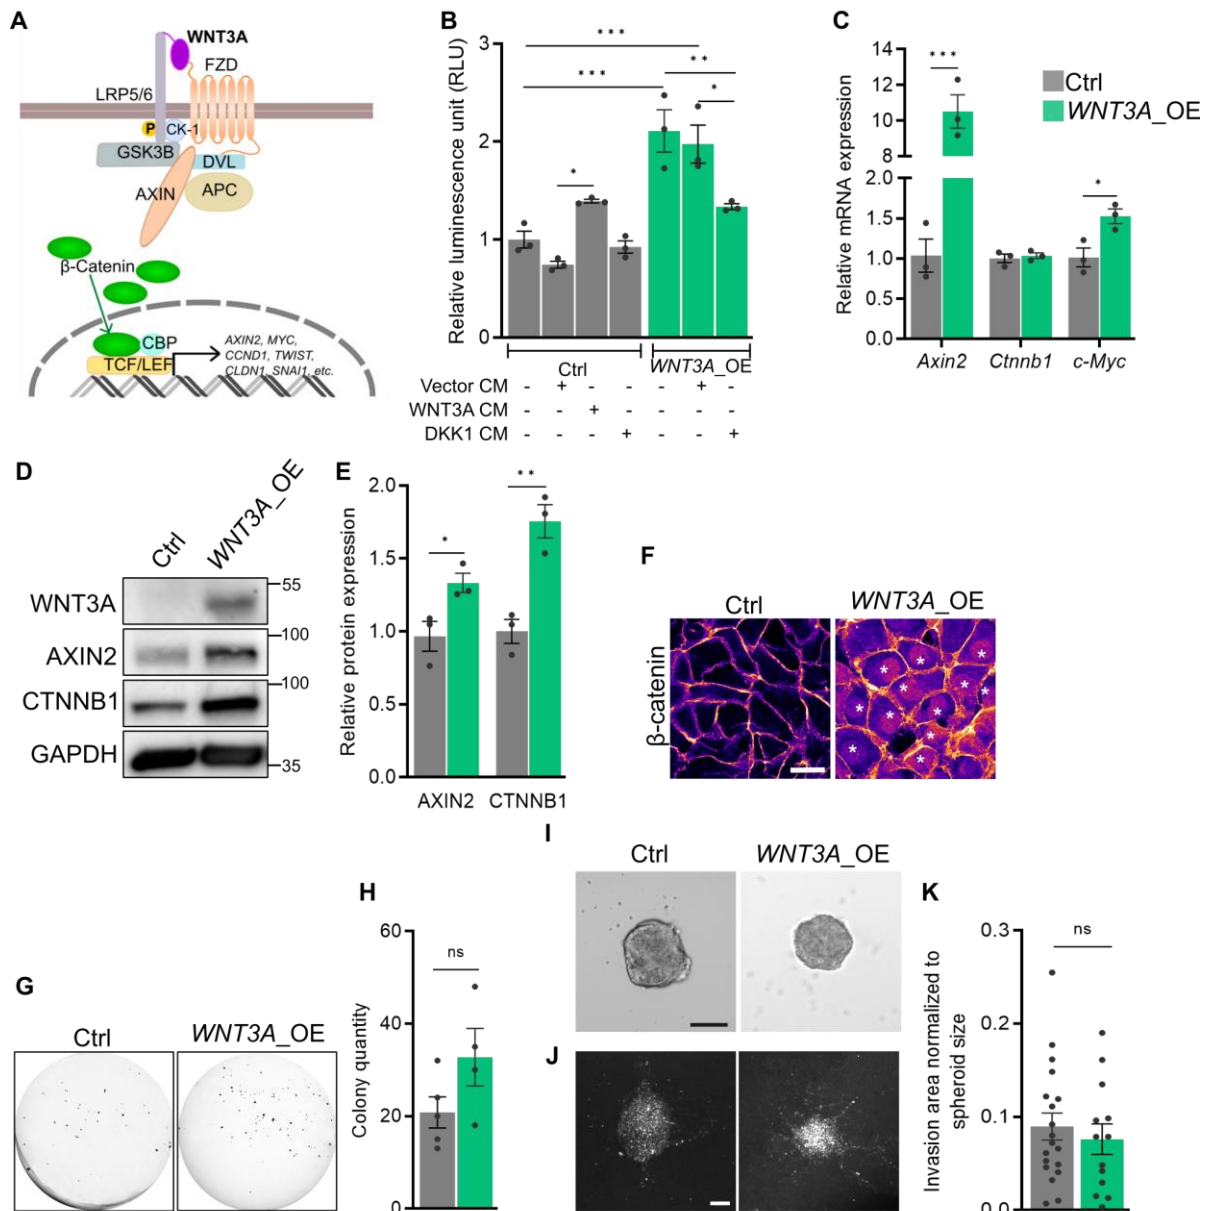 A
WNT3A
FZD
LRP5/6
P
CK-1
GSK3B
DVL
AXIN
APC
β-Catenin
CBP
TCF/LEF
AXIN2, MYC,
CCND1, TWIST,
CLDN1, SNAI1, etc.
B
Relative luminescence unit (RLU)
3
2
1
0
***
***
*
**
*
Ctrl
WNT3A_OE
Vector CM - + - - - + -
WNT3A CM - - + - - - -
DKK1 CM - - - + - - +
C
Relative mRNA expression
14
12
10
8
2.0
1.5
1.0
0.5
0.0
***
*
Axin2 Ctnnb1 c-Myc
Ctrl
WNT3A_OE
D
Ctrl WNT3A_OE
WNT3A
55
AXIN2
100
CTNNB1
100
GAPDH
35
E
Relative protein expression
2.0
1.5
1.0
0.5
0.0
*
**
AXIN2 CTNNB1
F
Ctrl WNT3A_OE
β-catenin
* * * * * * * * * * *
G
Ctrl WNT3A_OE
H
Colony quantity
60
40
20
0
ns
I
Ctrl WNT3A_OE
J
K
Invasion area normalized to
spheroid size
0.3
0.2
0.1
0.0
ns